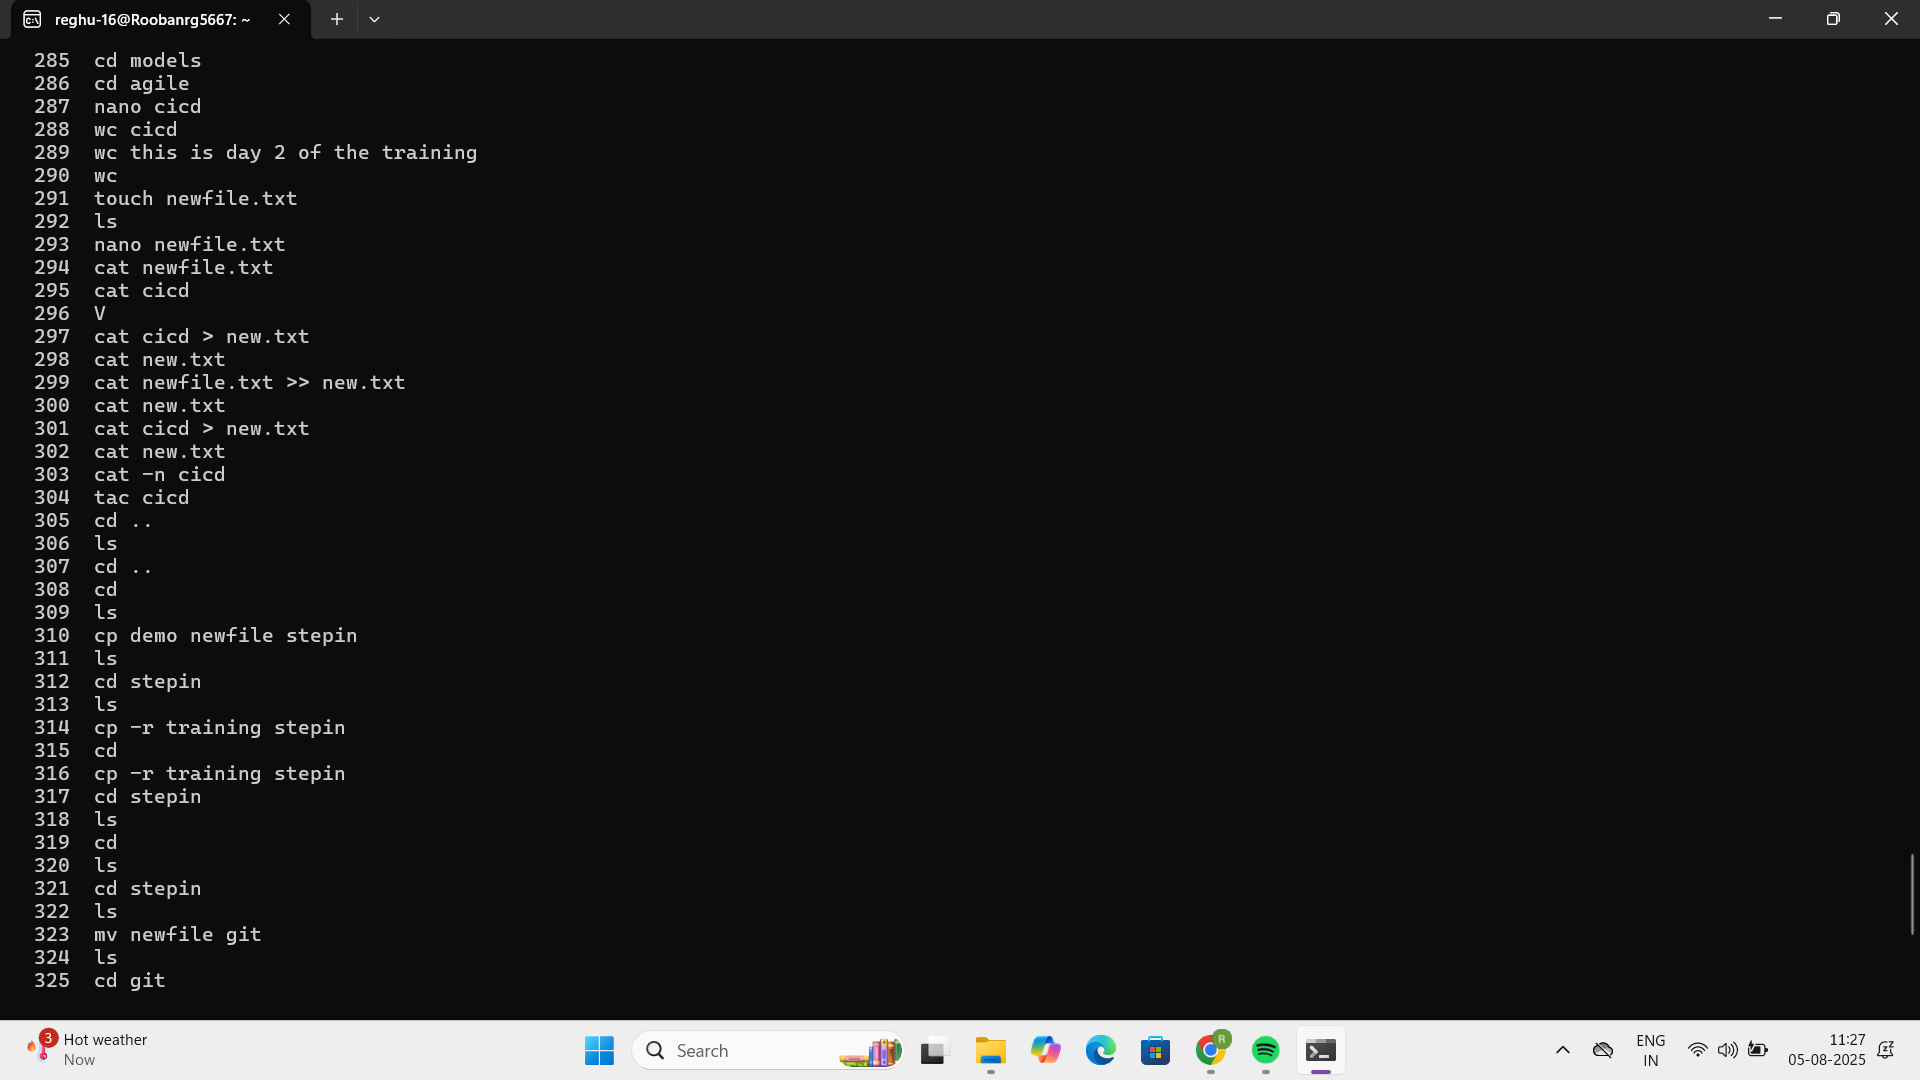 reghu-16@Roobanrg5667: ~
285 cd models
286 cd agile
287 nano cicd
288 wc cicd
289 wc this is day 2 of the training
290 wc
291 touch newfile.txt
292 ls
293 nano newfile.txt
294 cat newfile.txt
295 cat cicd
296 V
297 cat cicd > new.txt
298 cat new.txt
299 cat newfile.txt >> new.txt
300 cat new.txt
301 cat cicd > new.txt
302 cat new.txt
303 cat -n cicd
304 tac cicd
305 cd ..
306 ls
307 cd ..
308 cd
309 ls
310 cp demo newfile stepin
311 ls
312 cd stepin
313 ls
314 cp -r training stepin
315 cd
316 cp -r training stepin
317 cd stepin
318 ls
319 cd
320 ls
321 cd stepin
322 ls
323 mv newfile git
324 ls
325 cd git
3
Hot weather
Now
Search
R
ENG
IN
11:27
05-08-2025